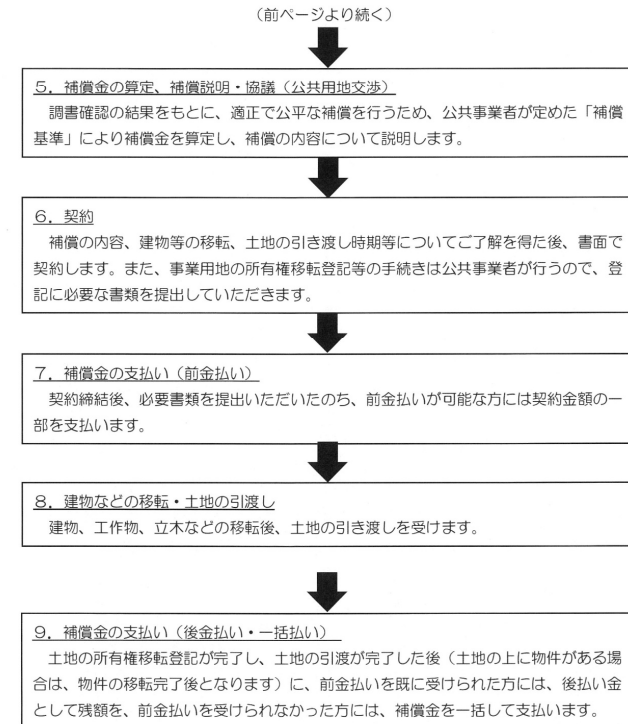 （前ページより続く）
５．補償金の算定、補償説明・協議（公共用地交渉）
調書確認の結果をもとに、適正で公平な補償を行うため、公共事業者が定めた「補償
基準」により補償金を算定し、補償の内容について説明します。
６．契約
補償の内容、建物等の移転、土地の引き渡し時期等についてご了解を得た後、書面で
契約します。また、事業用地の所有権移転登記等の手続きは公共事業者が行うので、登
記に必要な書類を提出していただきます。
７．補償金の支払い（前金払い）
契約締結後、必要書類を提出いただいたのち、前金払いが可能な方には契約金額の一
部を支払います。
８．建物などの移転・土地の引渡し
建物、工作物、立木などの移転後、土地の引き渡しを受けます。
９．補償金の支払い（後金払い・一括払い）
土地の所有権移転登記が完了し、土地の引渡が完了した後（土地の上に物件がある場
合は、物件の移転完了後となります）に、前金払いを既に受けられた方には、後払い金
として残額を、前金払いを受けられなかった方には、補償金を一括して支払います。